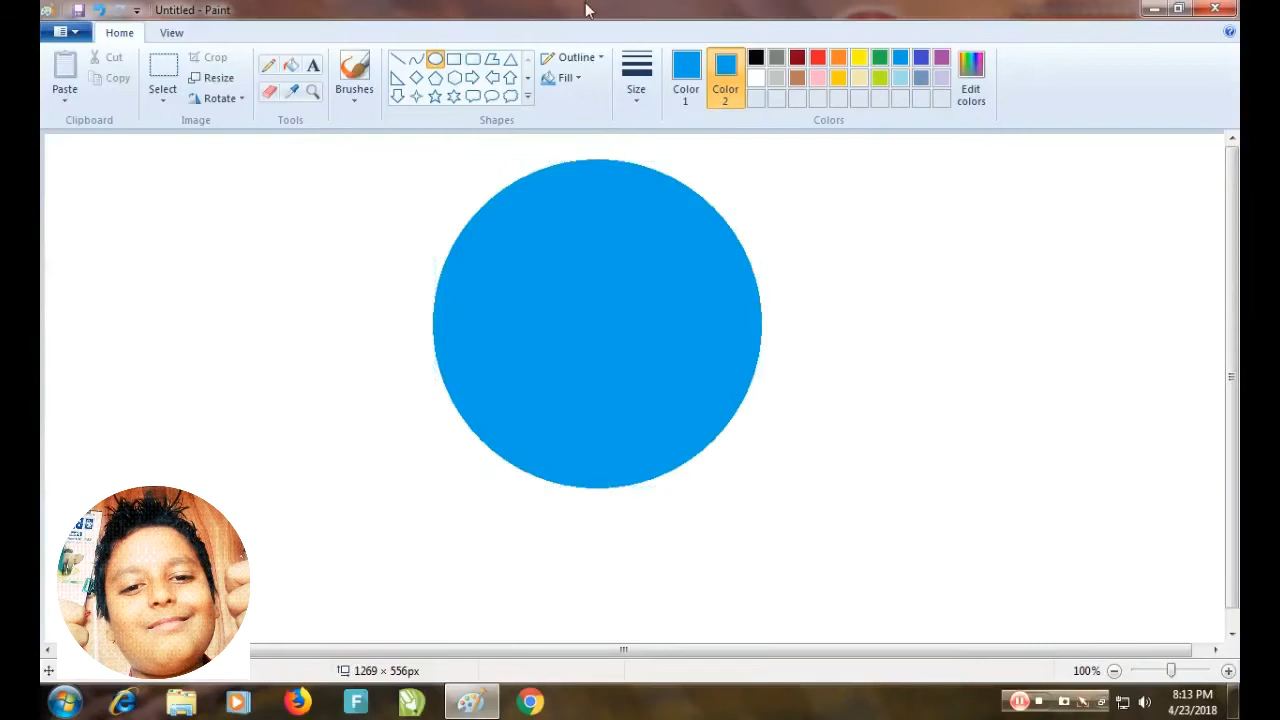 Untitled - Paint
Home View
Paste
Cut
Copy
Clipboard
Select
Crop
Resize
Rotate
Image
A
Tools
Brushes
Outline
Fill
Shapes
Size
Color 1
Color 2
Edit colors
Colors
1269 × 556px
100%
F
8:13 PM
4/23/2018